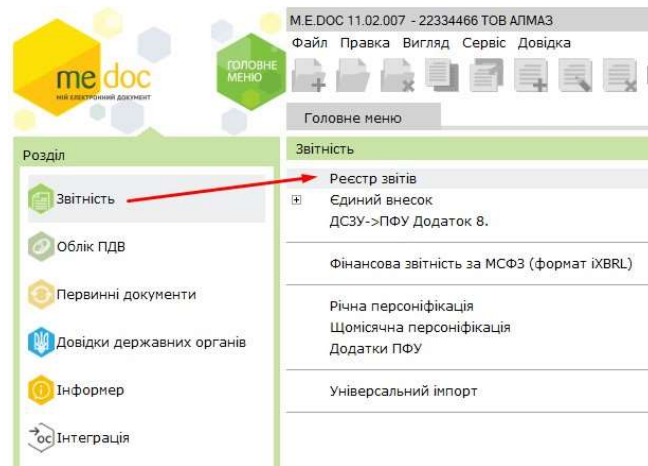 M.E.DOC 11.02.007 - 22334466 ТОВ АЛМАЗ
Файл Правка Вигляд Сервіс Довідка
me.doc
МІЙ ЕЛЕКТРОННИЙ ДОКУМЕНТ
ГОЛОВНЕ
МЕНЮ
Головне меню
Розділ
Звітність
Облік ПДВ
Первинні документи
Довідки державних органів
Інформер
Інтеграція
Звітність
Реєстр звітів
Єдиний внесок
ДСЗУ->ПФУ Додаток 8.
Фінансова звітність за МСФЗ (формат iXBRL)
Річна персоніфікація
Щомісячна персоніфікація
Додатки ПФУ
Універсальний імпорт